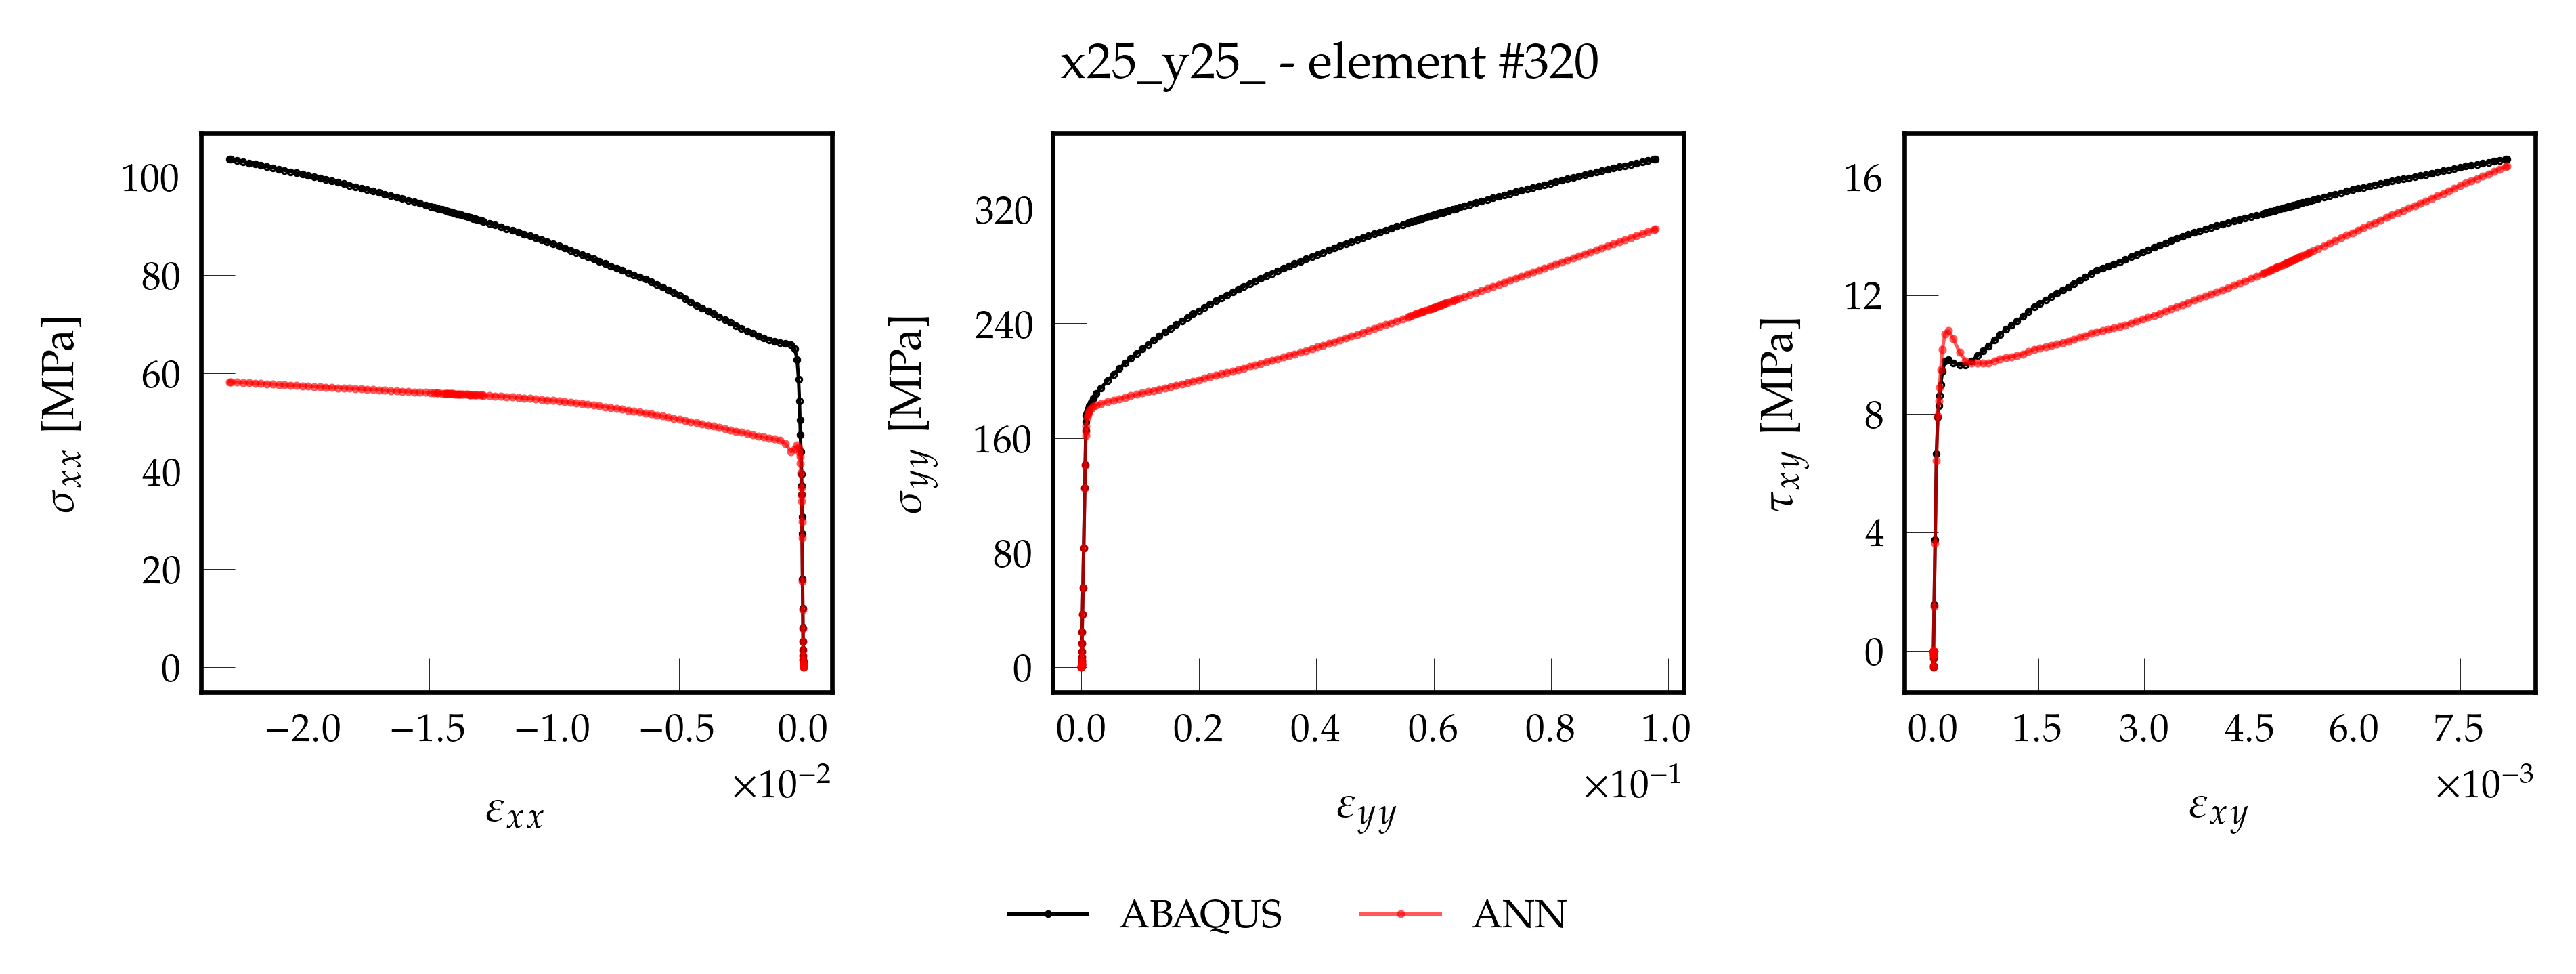 x25_y25_ - element #320
σxx [MPa]
100
80
60
40
20
0
−2.0 −1.5 −1.0 −0.5 0.0
×10−2
εxx
σyy [MPa]
320
240
160
80
0
0.0 0.2 0.4 0.6 0.8 1.0
×10−1
εyy
τxy [MPa]
16
12
8
4
0
0.0 1.5 3.0 4.5 6.0 7.5
×10−3
εxy
ABAQUS ANN